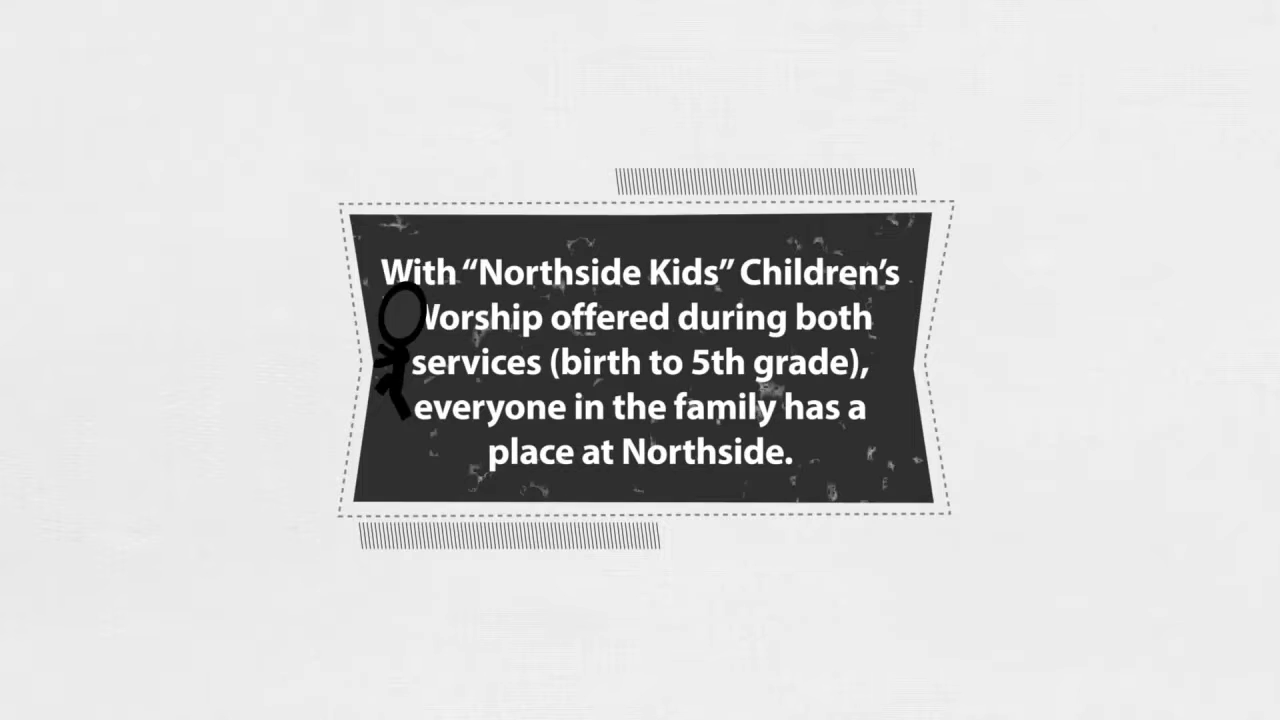 With “Northside Kids” Children’s
Worship offered during both
services (birth to 5th grade),
everyone in the family has a
place at Northside.